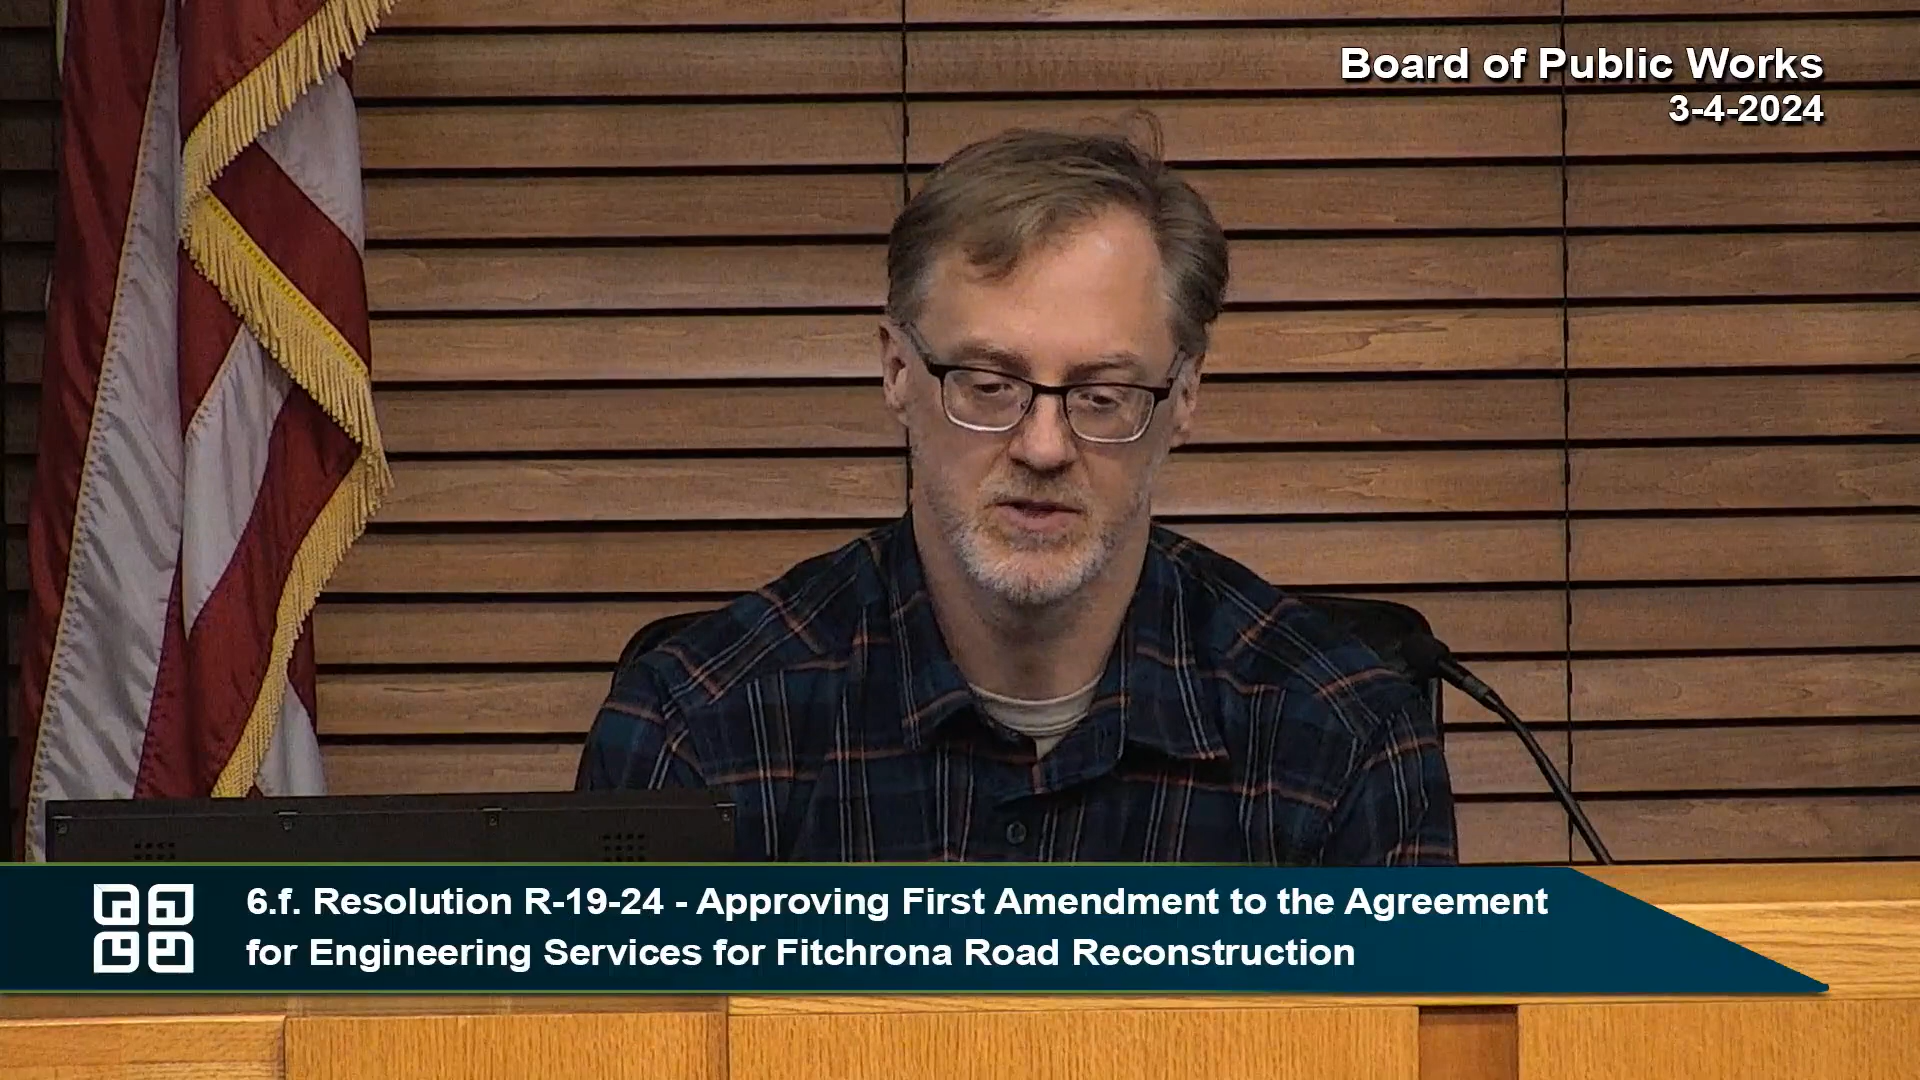 Board of Public Works
3-4-2024
6.f. Resolution R-19-24 - Approving First Amendment to the Agreement
for Engineering Services for Fitchrona Road Reconstruction